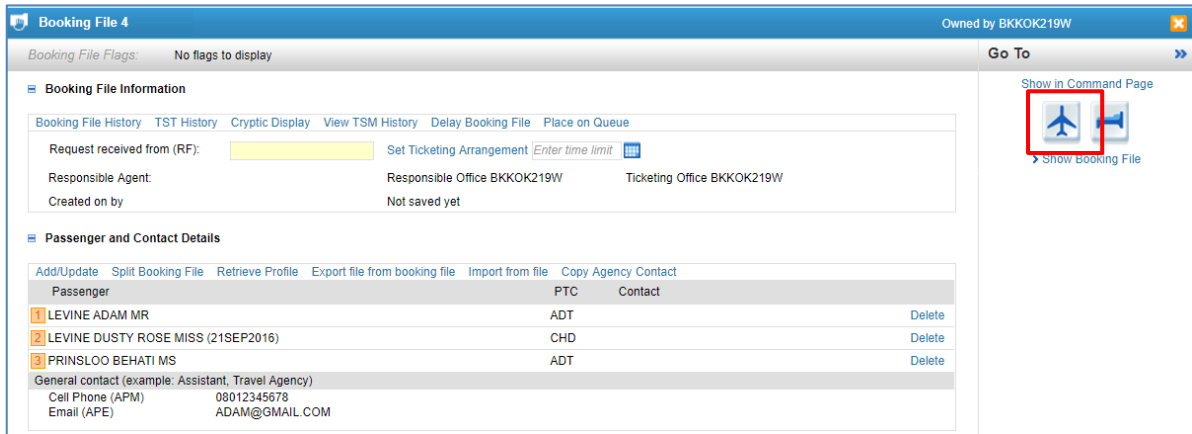 Booking File 4 Owned by BKKOK219W
Booking File Flags: No flags to display Go To
Show in Command Page
Booking File Information
Booking File History TST History Cryptic Display View TSM History Delay Booking File Place on Queue
Request received from (RF): Set Ticketing Arrangement Enter time limit
Show Booking File
Responsible Agent: Responsible Office BKKOK219W Ticketing Office BKKOK219W
Created on by Not saved yet
Passenger and Contact Details
Add/Update Split Booking File Retrieve Profile Export file from booking file Import from file Copy Agency Contact
Passenger PTC Contact
1 LEVINE ADAM MR ADT Delete
2 LEVINE DUSTY ROSE MISS (21SEP2016) CHD Delete
3 PRINSLOO BEHATI MS ADT Delete
General contact (example: Assistant, Travel Agency)
Cell Phone (APM) 08012345678
Email (APE) ADAM@GMAIL.COM